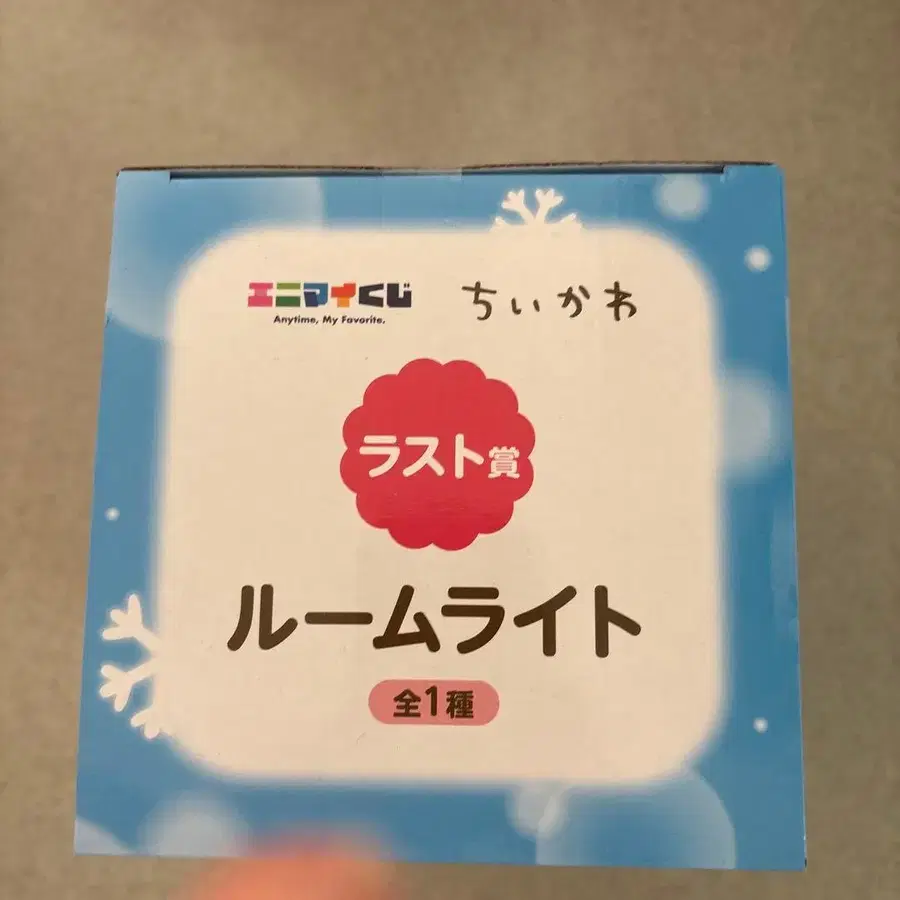 エニマイくじ ちいかわ
Anytime, My Favorite.
ラスト賞
ルームライト
全1種